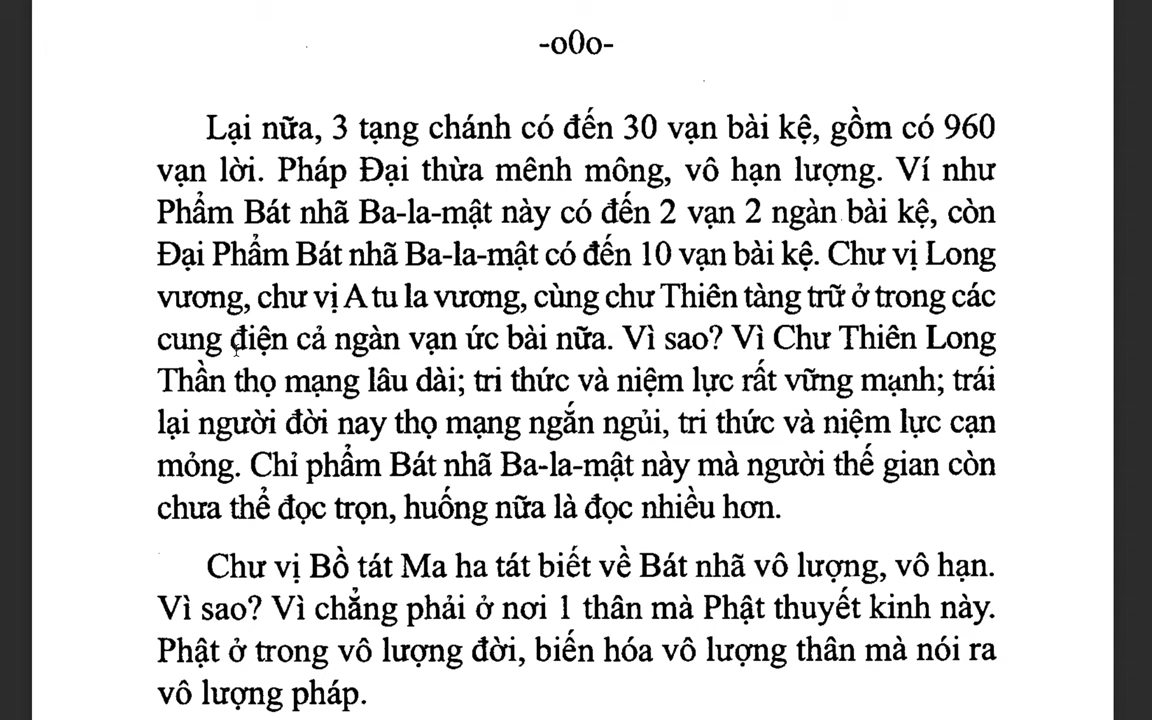 -o0o-
Lại nữa, 3 tạng chánh có đến 30 vạn bài kệ, gồm có 960
vạn lời. Pháp Đại thừa mênh mông, vô hạn lượng. Ví như
Phẩm Bát nhã Ba-la-mật này có đến 2 vạn 2 ngàn bài kệ, còn
Đại Phẩm Bát nhã Ba-la-mật có đến 10 vạn bài kệ. Chư vị Long
vương, chư vị A tu la vương, cùng chư Thiên tàng trữ ở trong các
cung điện cả ngàn vạn ức bài nữa. Vì sao? Vì Chư Thiên Long
Thần thọ mạng lâu dài; tri thức và niệm lực rất vững mạnh; trái
lại người đời nay thọ mạng ngắn ngủi, tri thức và niệm lực cạn
mỏng. Chỉ phẩm Bát nhã Ba-la-mật này mà người thế gian còn
chưa thể đọc trọn, huống nữa là đọc nhiều hơn.
Chư vị Bồ tát Ma ha tát biết về Bát nhã vô lượng, vô hạn.
Vì sao? Vì chẳng phải ở nơi 1 thân mà Phật thuyết kinh này.
Phật ở trong vô lượng đời, biến hóa vô lượng thân mà nói ra
vô lượng pháp.